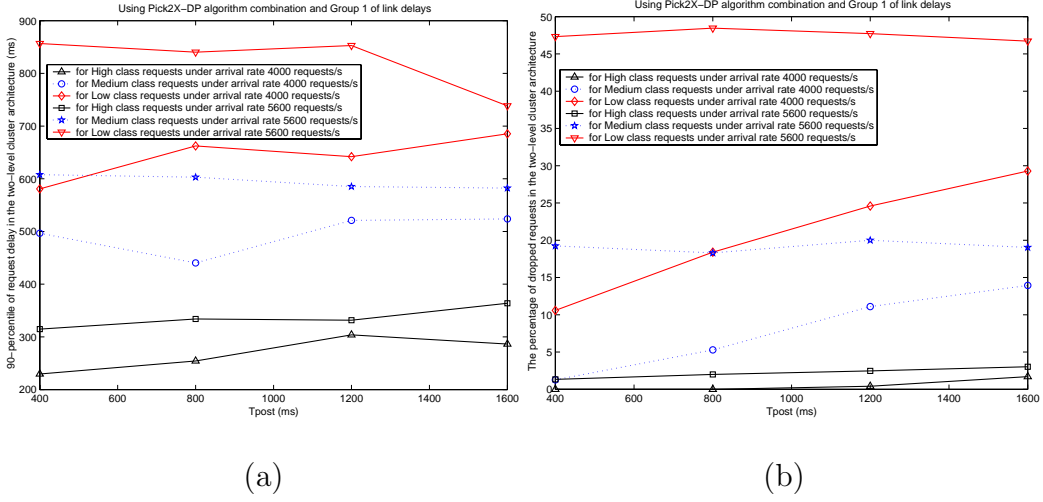 Using Pick2X−DP algorithm combination and Group 1 of link delays
90−percentile of request delay in the two−level cluster architecture (ms)
900
800
700
600
500
400
300
200
for High class requests under arrival rate 4000 requests/s
for Medium class requests under arrival rate 4000 requests/s
for Low class requests under arrival rate 4000 requests/s
for High class requests under arrival rate 5600 requests/s
for Medium class requests under arrival rate 5600 requests/s
for Low class requests under arrival rate 5600 requests/s
400 600 800 1000 1200 1400 1600
Tpost (ms)
(a)
Using Pick2X−DP algorithm combination and Group 1 of link delays
The percentage of dropped requests in the two−level cluster architecture
50
45
40
35
30
25
20
15
10
5
0
for High class requests under arrival rate 4000 requests/s
for Medium class requests under arrival rate 4000 requests/s
for Low class requests under arrival rate 4000 requests/s
for High class requests under arrival rate 5600 requests/s
for Medium class requests under arrival rate 5600 requests/s
for Low class requests under arrival rate 5600 requests/s
400 600 800 1000 1200 1400 1600
Tpost (ms)
(b)